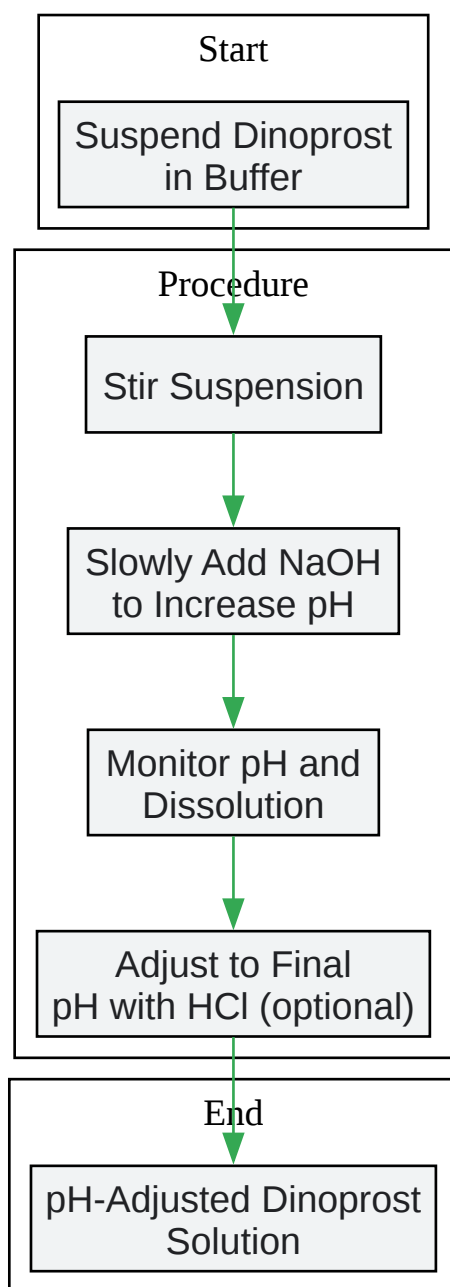 Start
Suspend Dinoprost
in Buffer
Procedure
Stir Suspension
Slowly Add NaOH
to Increase pH
Monitor pH and
Dissolution
Adjust to Final
pH with HCl (optional)
End
pH-Adjusted Dinoprost
Solution